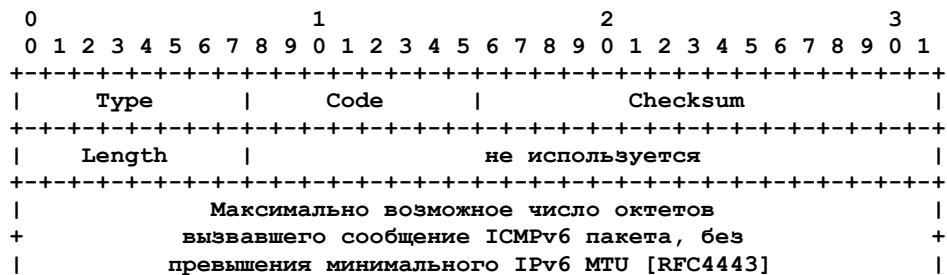 0                   1                   2                   3
0 1 2 3 4 5 6 7 8 9 0 1 2 3 4 5 6 7 8 9 0 1 2 3 4 5 6 7 8 9 0 1
+-+-+-+-+-+-+-+-+-+-+-+-+-+-+-+-+-+-+-+-+-+-+-+-+-+-+-+-+-+-+-+-+
|     Type      |     Code      |          Checksum             |
+-+-+-+-+-+-+-+-+-+-+-+-+-+-+-+-+-+-+-+-+-+-+-+-+-+-+-+-+-+-+-+-+
|    Length     |                не используется                |
+-+-+-+-+-+-+-+-+-+-+-+-+-+-+-+-+-+-+-+-+-+-+-+-+-+-+-+-+-+-+-+-+
|             Максимально возможное число октетов               |
+           вызвавшего сообщение ICMPv6 пакета, без             +
|          превышения минимального IPv6 MTU [RFC4443]           |